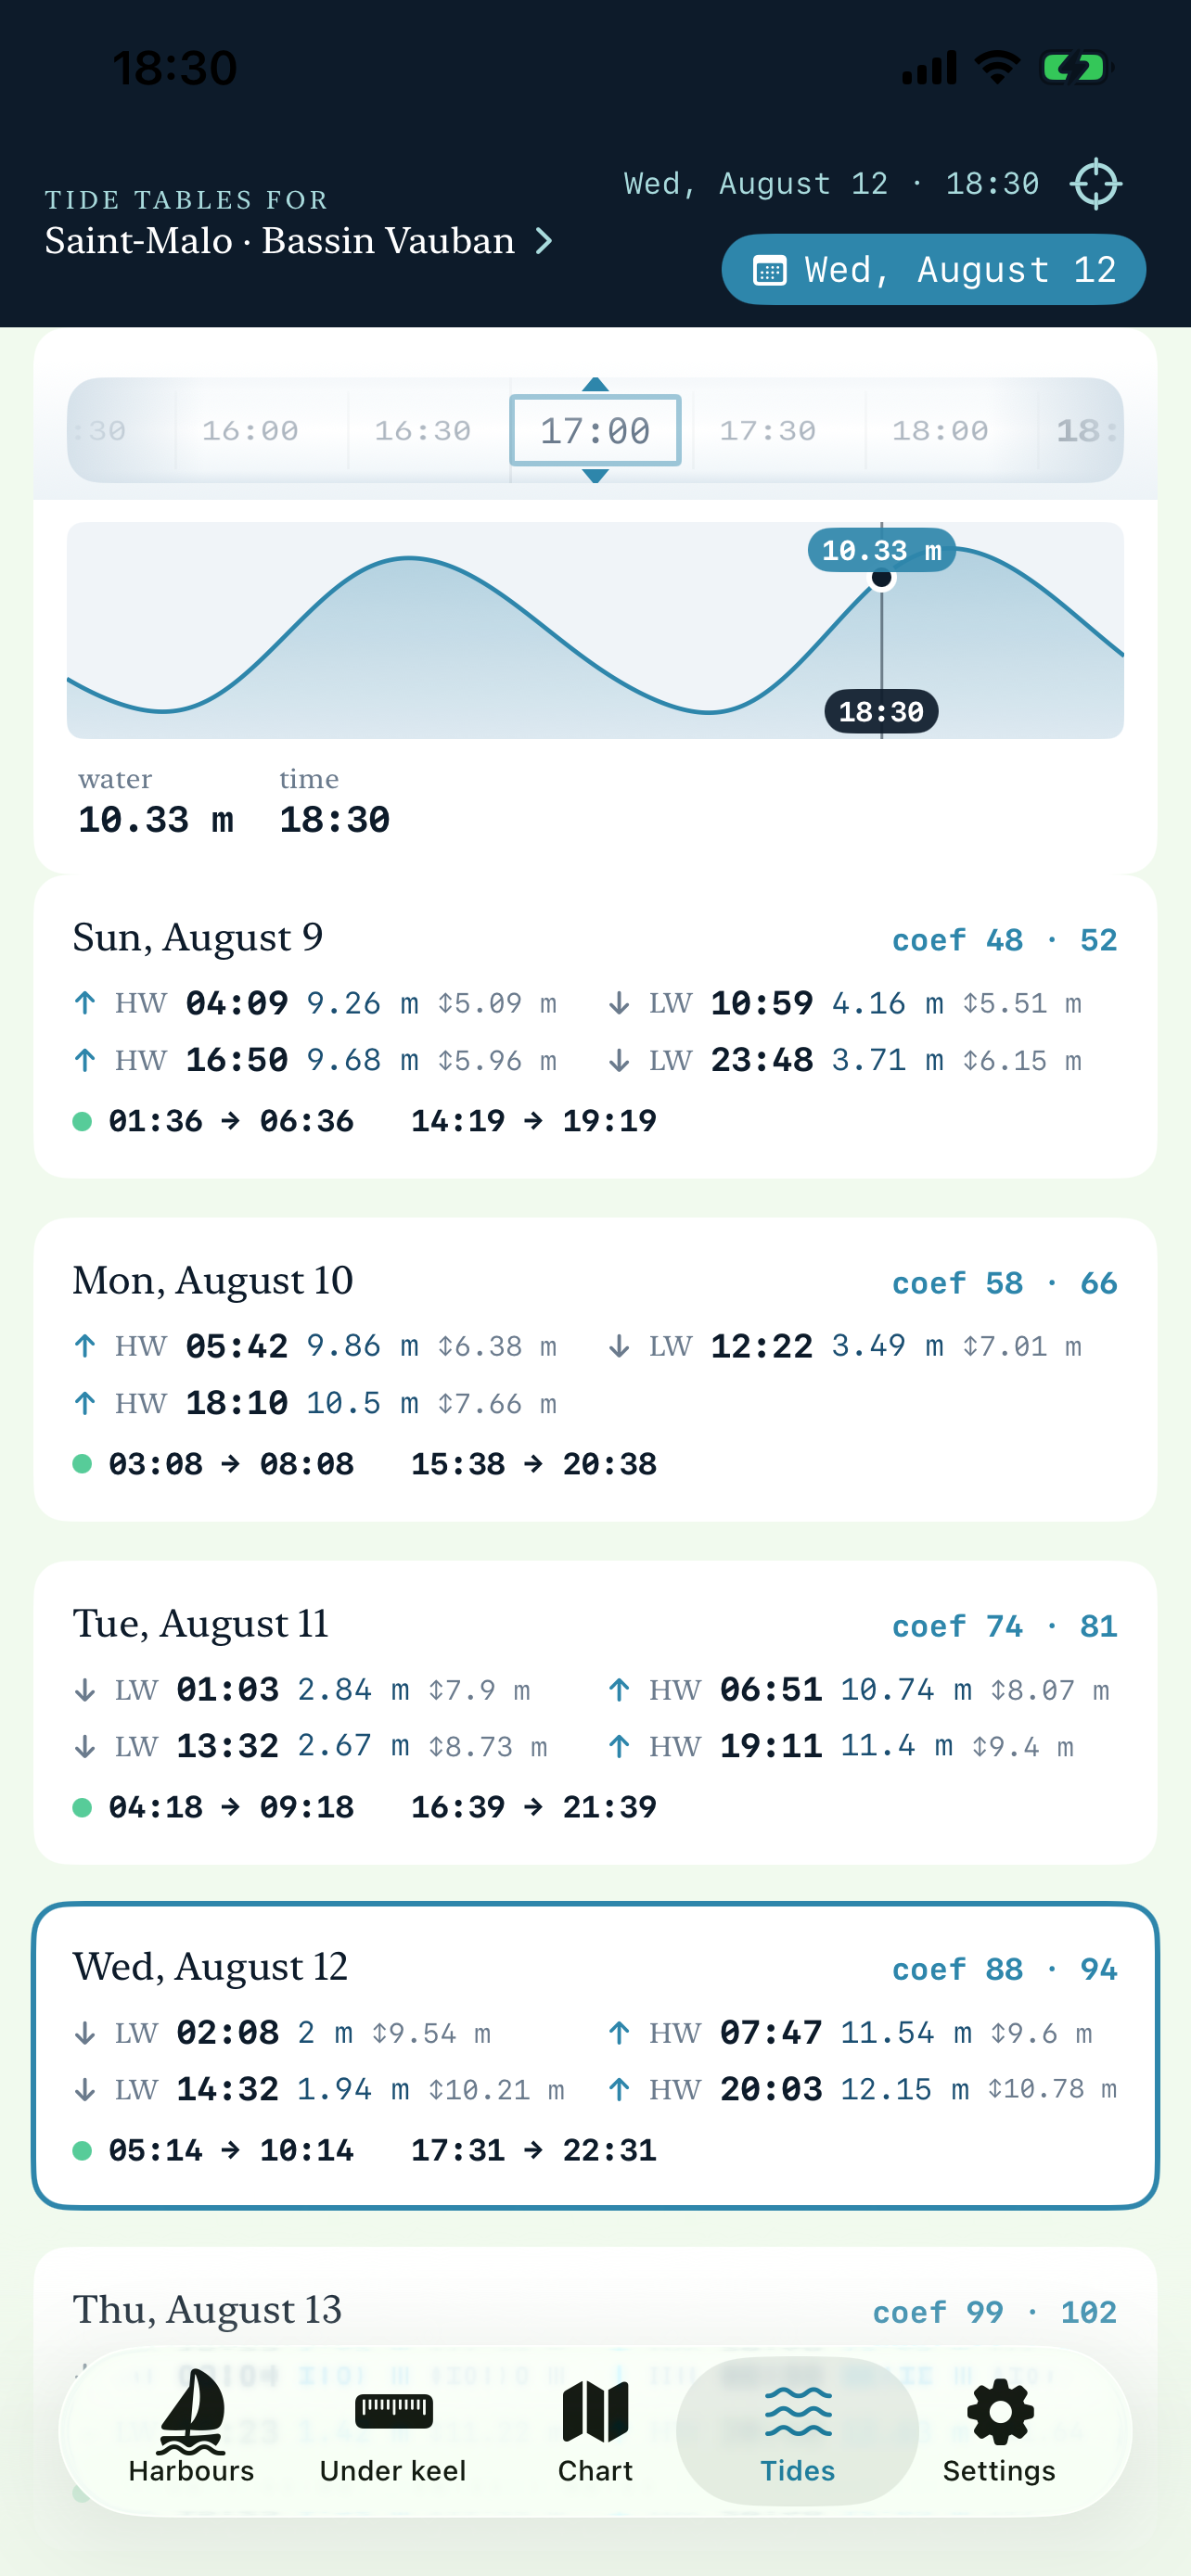 18:30
TIDE TABLES FOR
Saint-Malo · Bassin Vauban
Wed, August 12 · 18:30
Wed, August 12
:30 16:00 16:30 17:00 17:30 18:00 18:
10.33 m
18:30
water time
10.33 m 18:30
Sun, August 9 coef 48 · 52
↑ HW 04:09 9.26 m ↕5.09 m ↓ LW 10:59 4.16 m ↕5.51 m
↑ HW 16:50 9.68 m ↕5.96 m ↓ LW 23:48 3.71 m ↕6.15 m
01:36 → 06:36 14:19 → 19:19
Mon, August 10 coef 58 · 66
↑ HW 05:42 9.86 m ↕6.38 m ↓ LW 12:22 3.49 m ↕7.01 m
↑ HW 18:10 10.5 m ↕7.66 m
03:08 → 08:08 15:38 → 20:38
Tue, August 11 coef 74 · 81
↓ LW 01:03 2.84 m ↕7.9 m ↑ HW 06:51 10.74 m ↕8.07 m
↓ LW 13:32 2.67 m ↕8.73 m ↑ HW 19:11 11.4 m ↕9.4 m
04:18 → 09:18 16:39 → 21:39
Wed, August 12 coef 88 · 94
↓ LW 02:08 2 m ↕9.54 m ↑ HW 07:47 11.54 m ↕9.6 m
↓ LW 14:32 1.94 m ↕10.21 m ↑ HW 20:03 12.15 m ↕10.78 m
05:14 → 10:14 17:31 → 22:31
Thu, August 13 coef 99 · 102
Harbours Under keel Chart Tides Settings